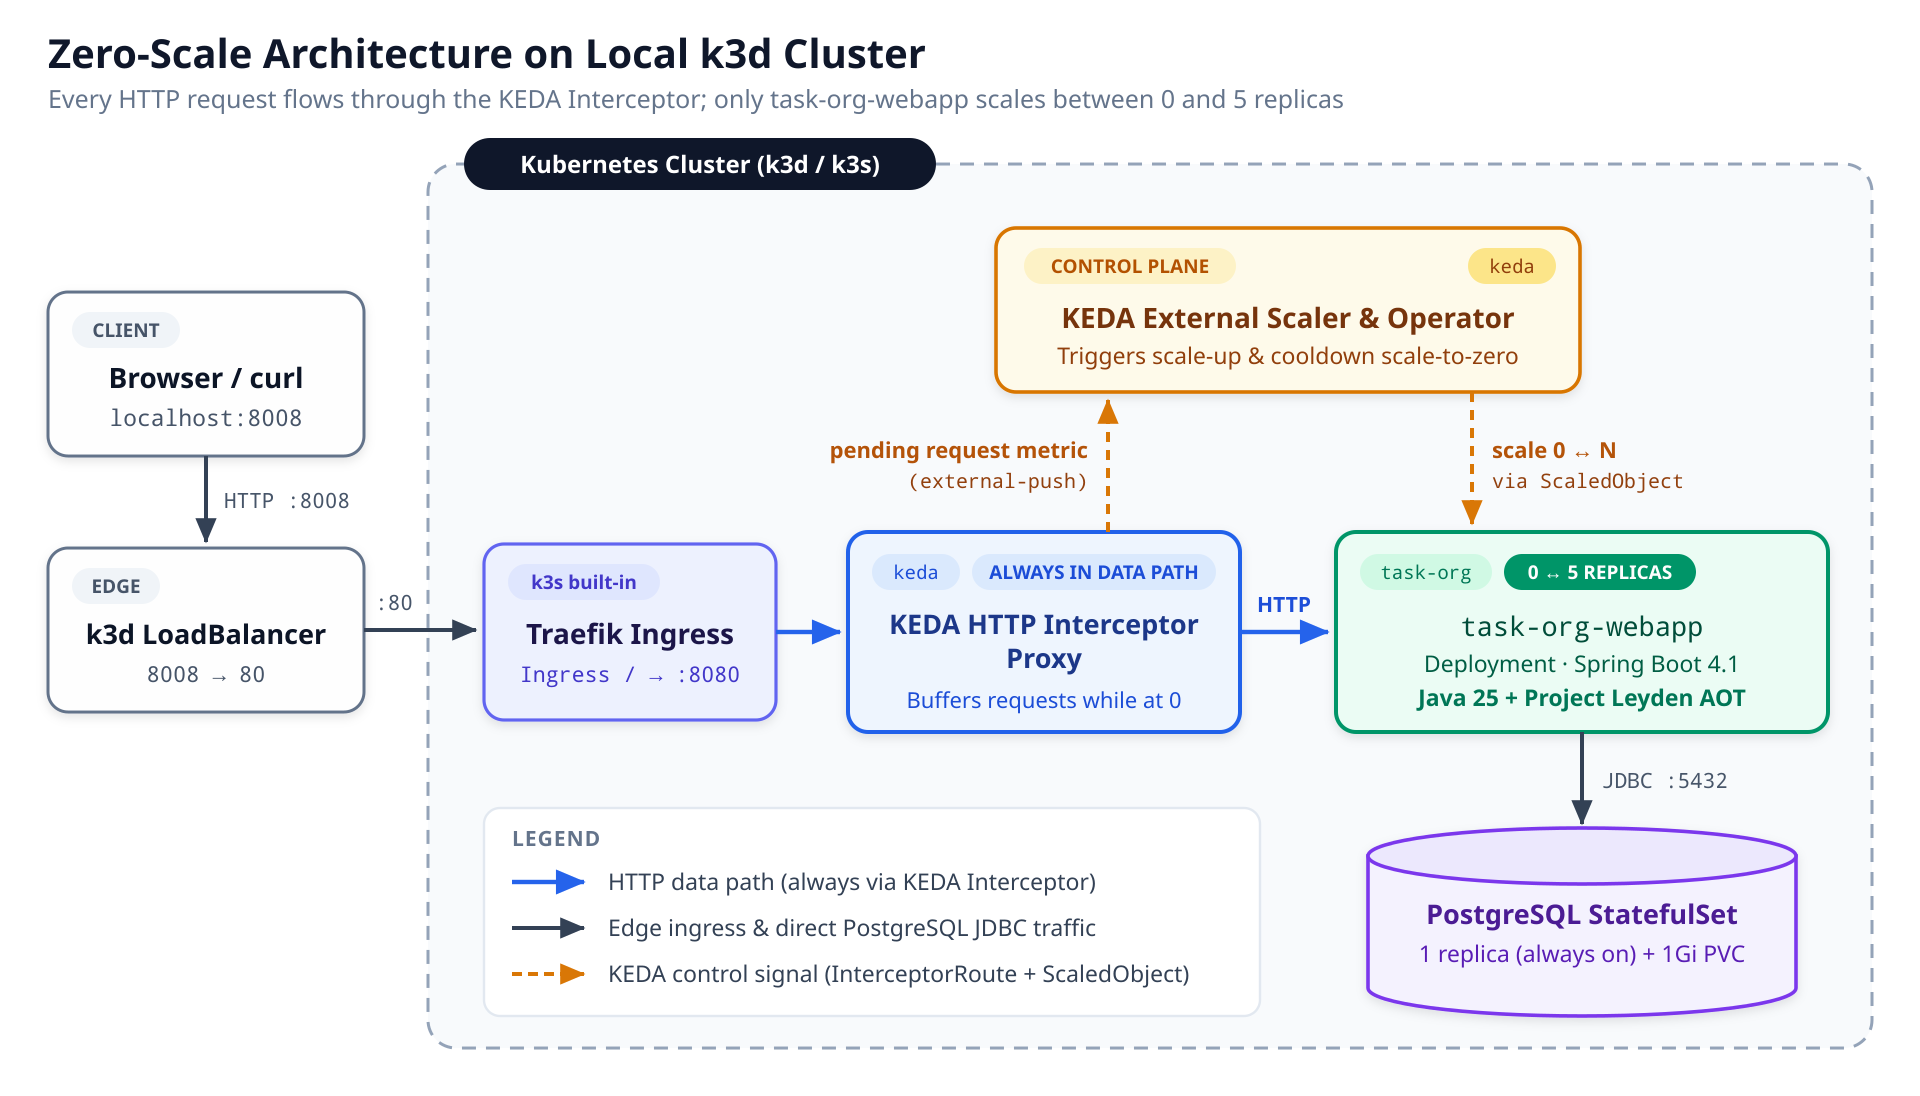 Zero-Scale Architecture on Local k3d Cluster
Every HTTP request flows through the KEDA Interceptor; only task-org-webapp scales between 0 and 5 replicas
Kubernetes Cluster (k3d / k3s)
CLIENT
Browser / curl
localhost:8008
HTTP :8008
EDGE
k3d LoadBalancer
8008 → 80
:80
k3s built-in
Traefik Ingress
Ingress / → :8080
CONTROL PLANE
keda
KEDA External Scaler & Operator
Triggers scale-up & cooldown scale-to-zero
pending request metric
(external-push)
scale 0 ↔ N
via ScaledObject
keda
ALWAYS IN DATA PATH
KEDA HTTP Interceptor
Proxy
Buffers requests while at 0
HTTP
task-org
0 ↔ 5 REPLICAS
task-org-webapp
Deployment · Spring Boot 4.1
Java 25 + Project Leyden AOT
JDBC :5432
PostgreSQL StatefulSet
1 replica (always on) + 1Gi PVC
LEGEND
HTTP data path (always via KEDA Interceptor)
Edge ingress & direct PostgreSQL JDBC traffic
KEDA control signal (InterceptorRoute + ScaledObject)